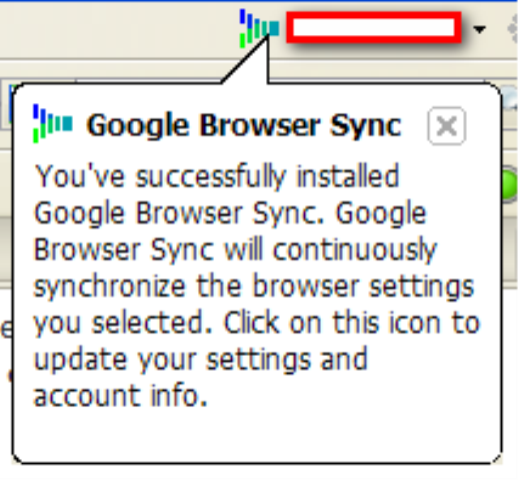 Google Browser Sync
You've successfully installed
Google Browser Sync. Google
Browser Sync will continuously
synchronize the browser settings
you selected. Click on this icon to
update your settings and
account info.